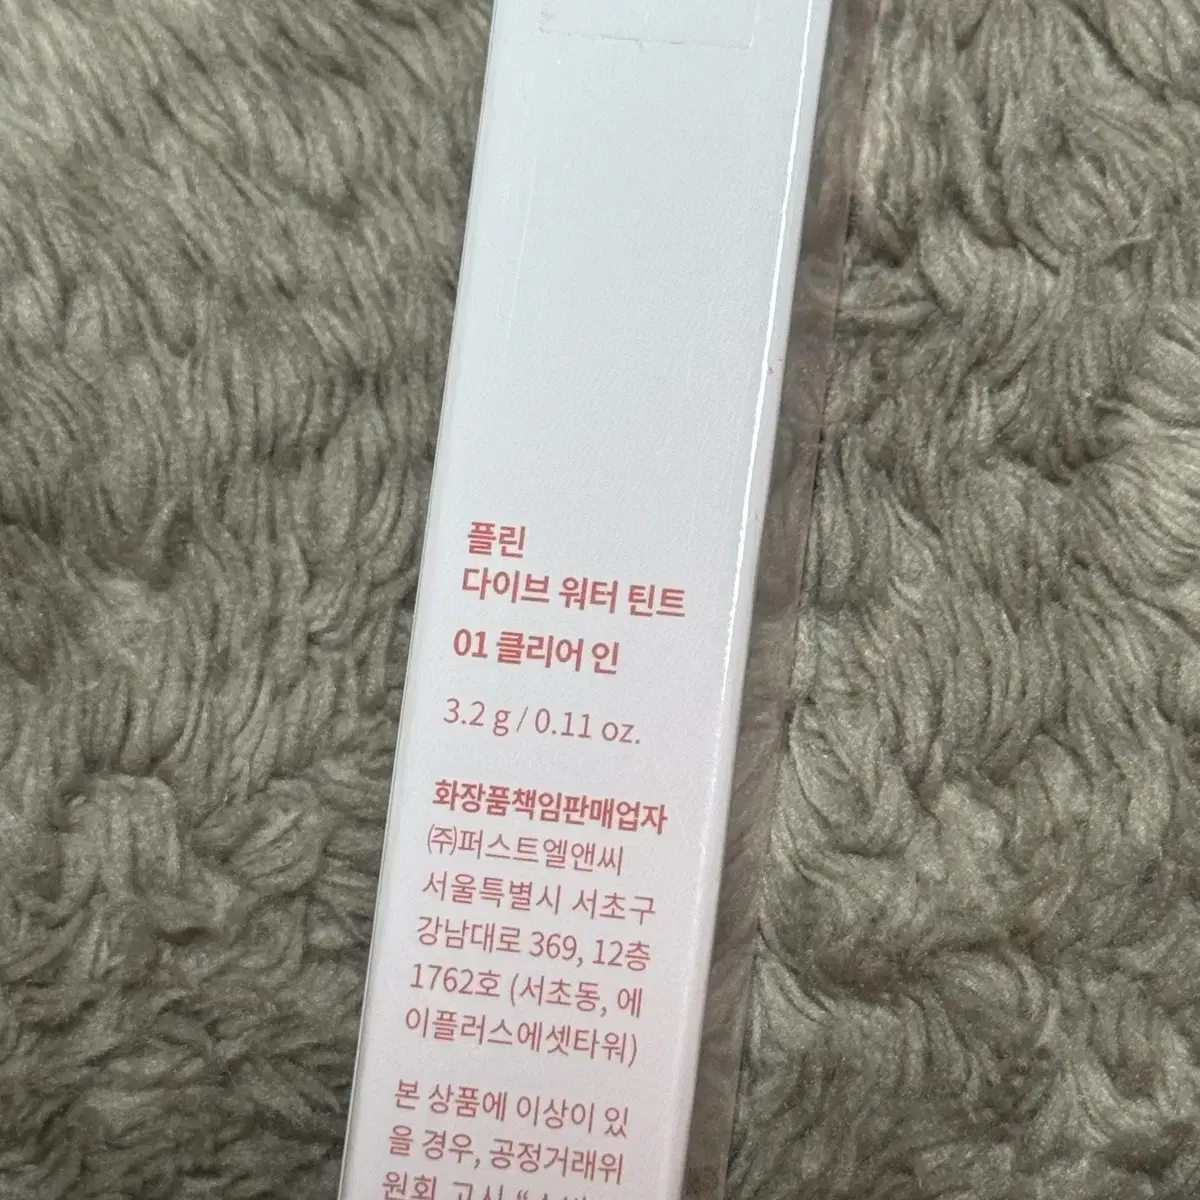 플린
다이브 워터 틴트
01 클리어 인
3.2 g / 0.11 oz.
화장품책임판매업자
㈜퍼스트엘앤씨
서울특별시 서초구
강남대로 369, 12층
1762호 (서초동, 에
이플러스에셋타워)
본 상품에 이상이 있
을 경우, 공정거래위
원회 고시